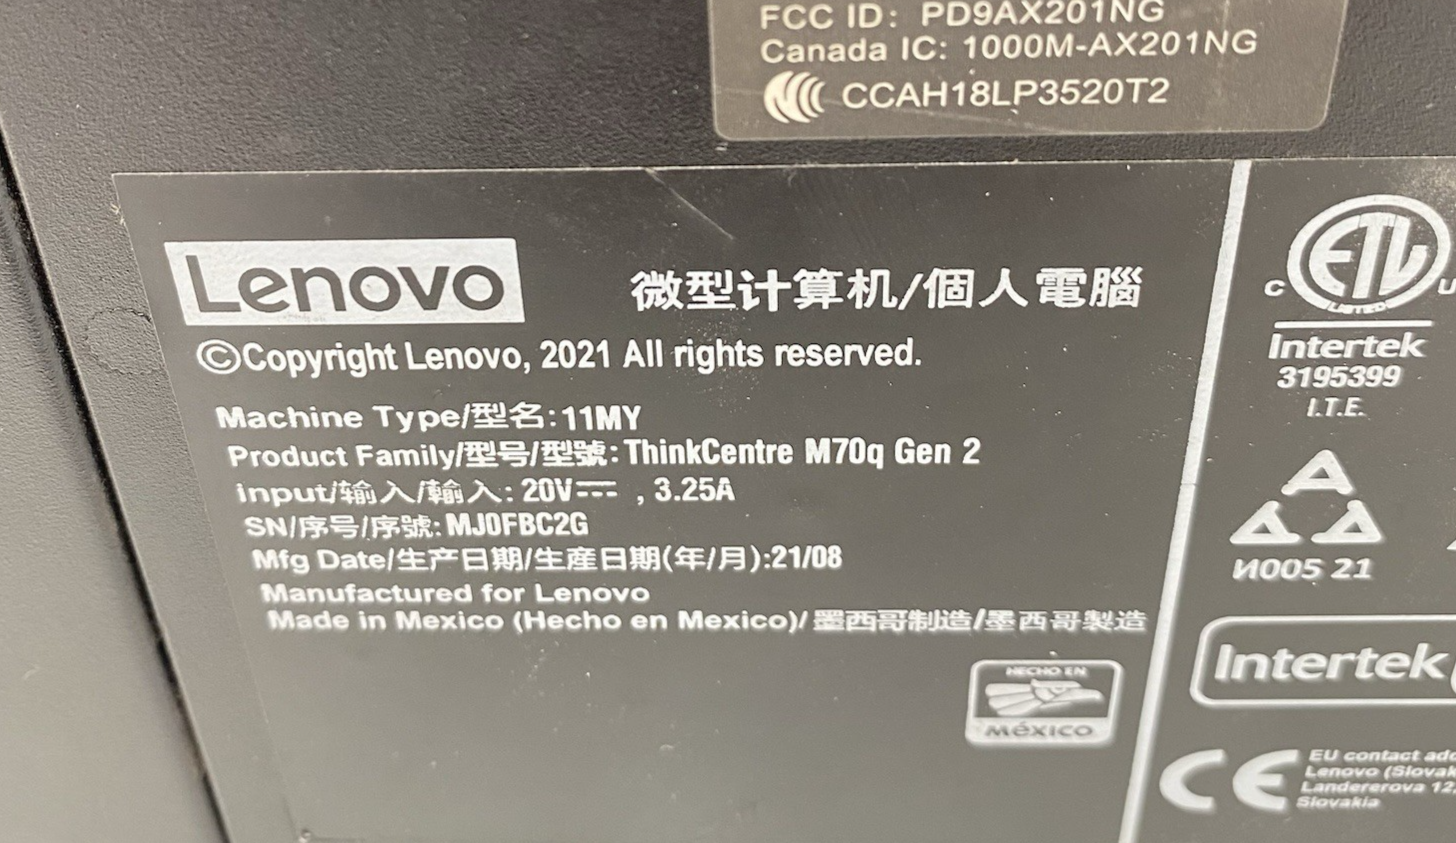 FCC ID: PD9AX201NG
Canada IC: 1000M-AX201NG
CCAH18LP3520T2
Lenovo
微型计算机/個人電腦
©Copyright Lenovo, 2021 All rights reserved.
Machine Type/型名:11MY
Product Family/型号/型號:ThinkCentre M70q Gen 2
input/输入/輸入: 20V⎓ , 3.25A
SN/序号/序號:MJ0FBC2G
Mfg Date/生产日期/生產日期(年/月):21/08
Manufactured for Lenovo
Made in Mexico (Hecho en Mexico)/墨西哥制造/墨西哥製造
HECHO EN
MéXICO
C ETL U
LISTED
Intertek
3195399
I.T.E.
И005 21
Intertek
CE
EU contact
Lenovo
Landererova 12,
Slovakia